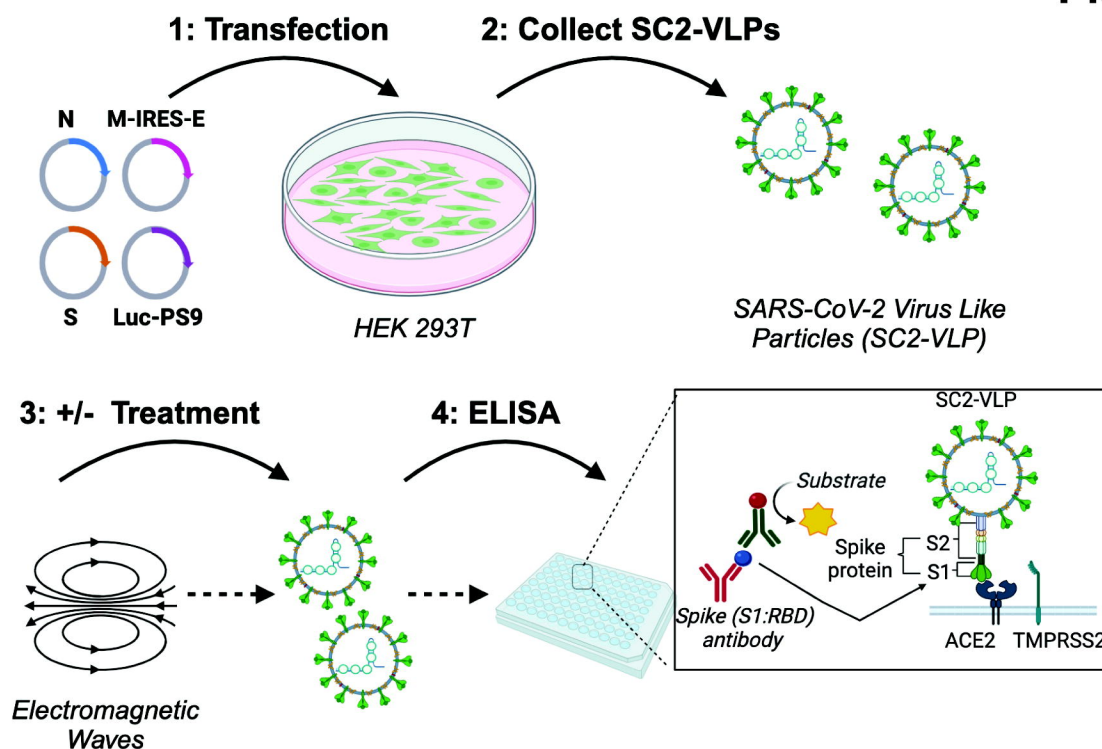 1: Transfection
2: Collect SC2-VLPs
N
M-IRES-E
S
Luc-PS9
HEK 293T
SARS-CoV-2 Virus Like
Particles (SC2-VLP)
3: +/- Treatment
4: ELISA
Electromagnetic
Waves
SC2-VLP
Substrate
Spike
protein
S2
S1
Spike (S1:RBD)
antibody
ACE2
TMPRSS2